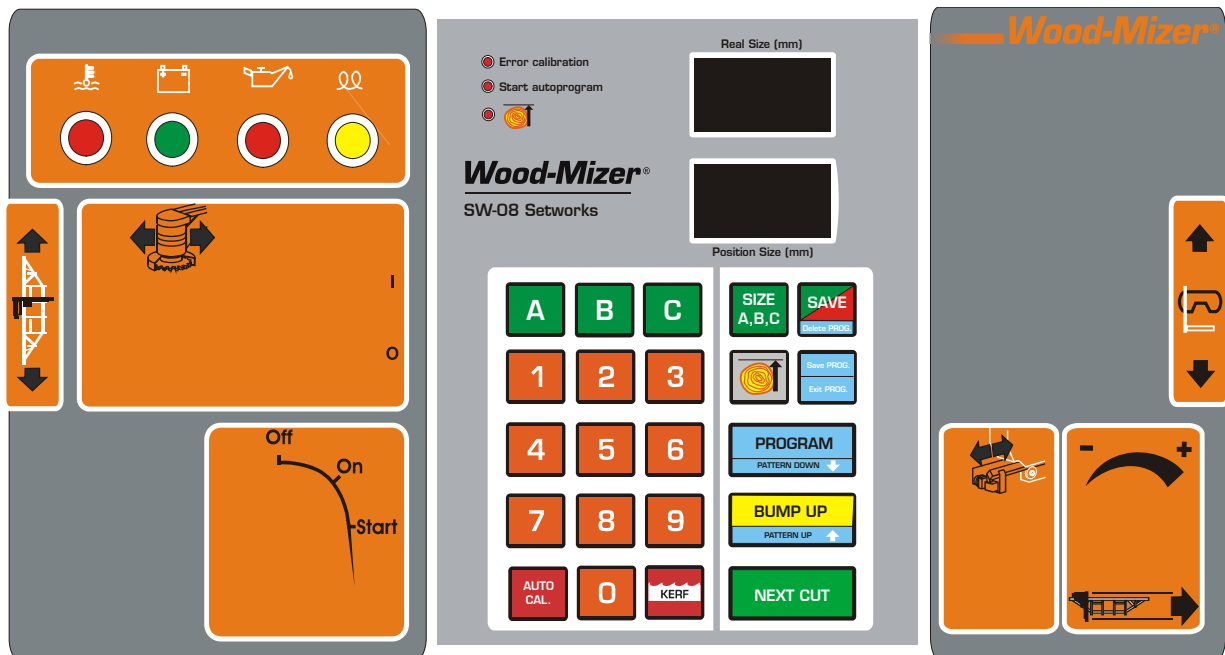 Wood-Mizer®
Real Size (mm)
Error calibration
Start autoprogram
Wood-Mizer®
SW-08 Setworks
Position Size (mm)
I
O
A B C
SIZE A,B,C
SAVE
Delete PROG.
1 2 3
Save PROG.
Exit PROG.
Off
On
Start
4 5 6
PROGRAM
PATTERN DOWN
7 8 9
BUMP UP
PATTERN UP
AUTO CAL.
0
KERF
NEXT CUT
- +